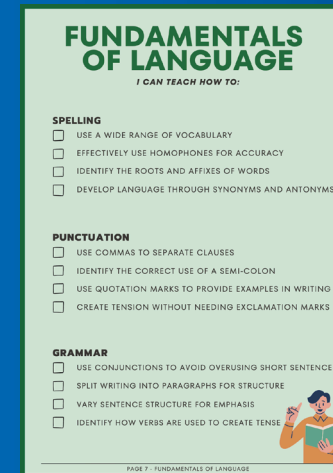 FUNDAMENTALS
OF LANGUAGE
I CAN TEACH HOW TO:
SPELLING
USE A WIDE RANGE OF VOCABULARY
EFFECTIVELY USE HOMOPHONES FOR ACCURACY
IDENTIFY THE ROOTS AND AFFIXES OF WORDS
DEVELOP LANGUAGE THROUGH SYNONYMS AND ANTONYMS
PUNCTUATION
USE COMMAS TO SEPARATE CLAUSES
IDENTIFY THE CORRECT USE OF A SEMI-COLON
USE QUOTATION MARKS TO PROVIDE EXAMPLES IN WRITING
CREATE TENSION WITHOUT NEEDING EXCLAMATION MARKS
GRAMMAR
USE CONJUNCTIONS TO AVOID OVERUSING SHORT SENTENCE
SPLIT WRITING INTO PARAGRAPHS FOR STRUCTURE
VARY SENTENCE STRUCTURE FOR EMPHASIS
IDENTIFY HOW VERBS ARE USED TO CREATE TENSE
PAGE 7 - FUNDAMENTALS OF LANGUAGE